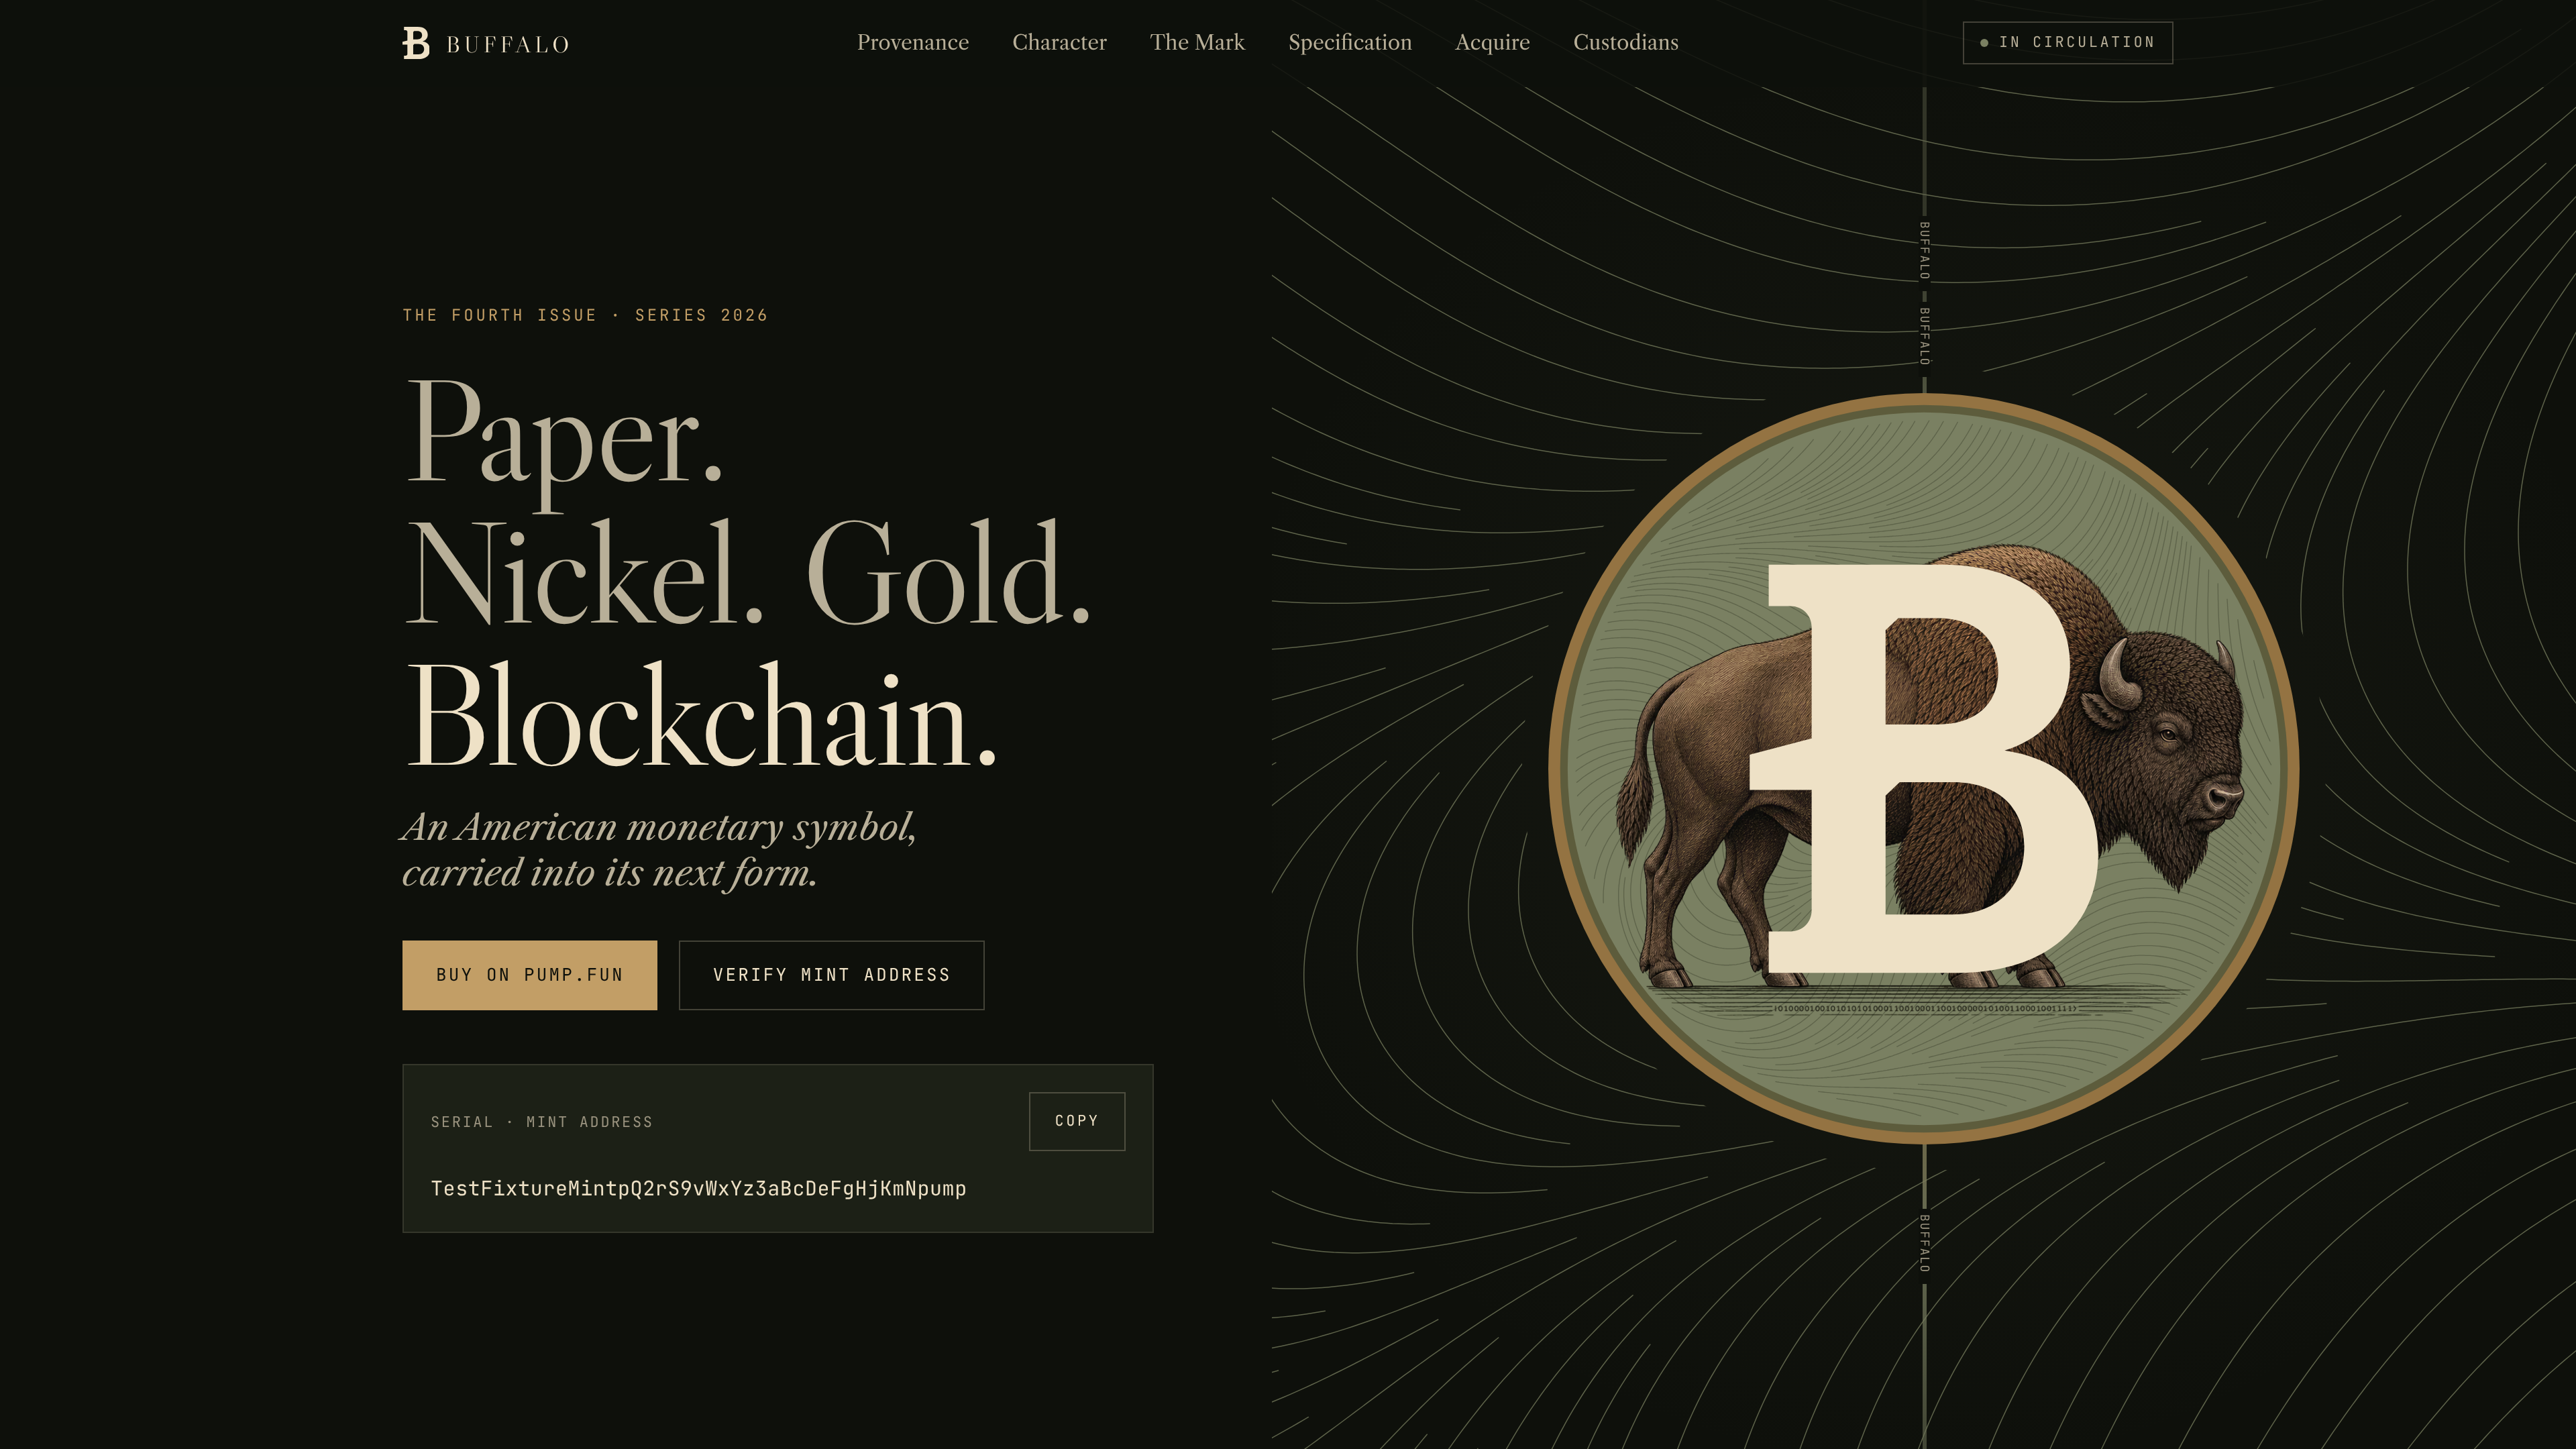 BUFFALO
Provenance Character The Mark Specification Acquire Custodians
IN CIRCULATION
THE FOURTH ISSUE · SERIES 2026
Paper.
Nickel. Gold.
Blockchain.
An American monetary symbol,
carried into its next form.
BUY ON PUMP.FUN
VERIFY MINT ADDRESS
SERIAL · MINT ADDRESS
COPY
TestFixtureMintpQ2rS9vWxYz3aBcDeFgHjKmNpump
BUFFALO
BUFFALO
B
BUFFALO